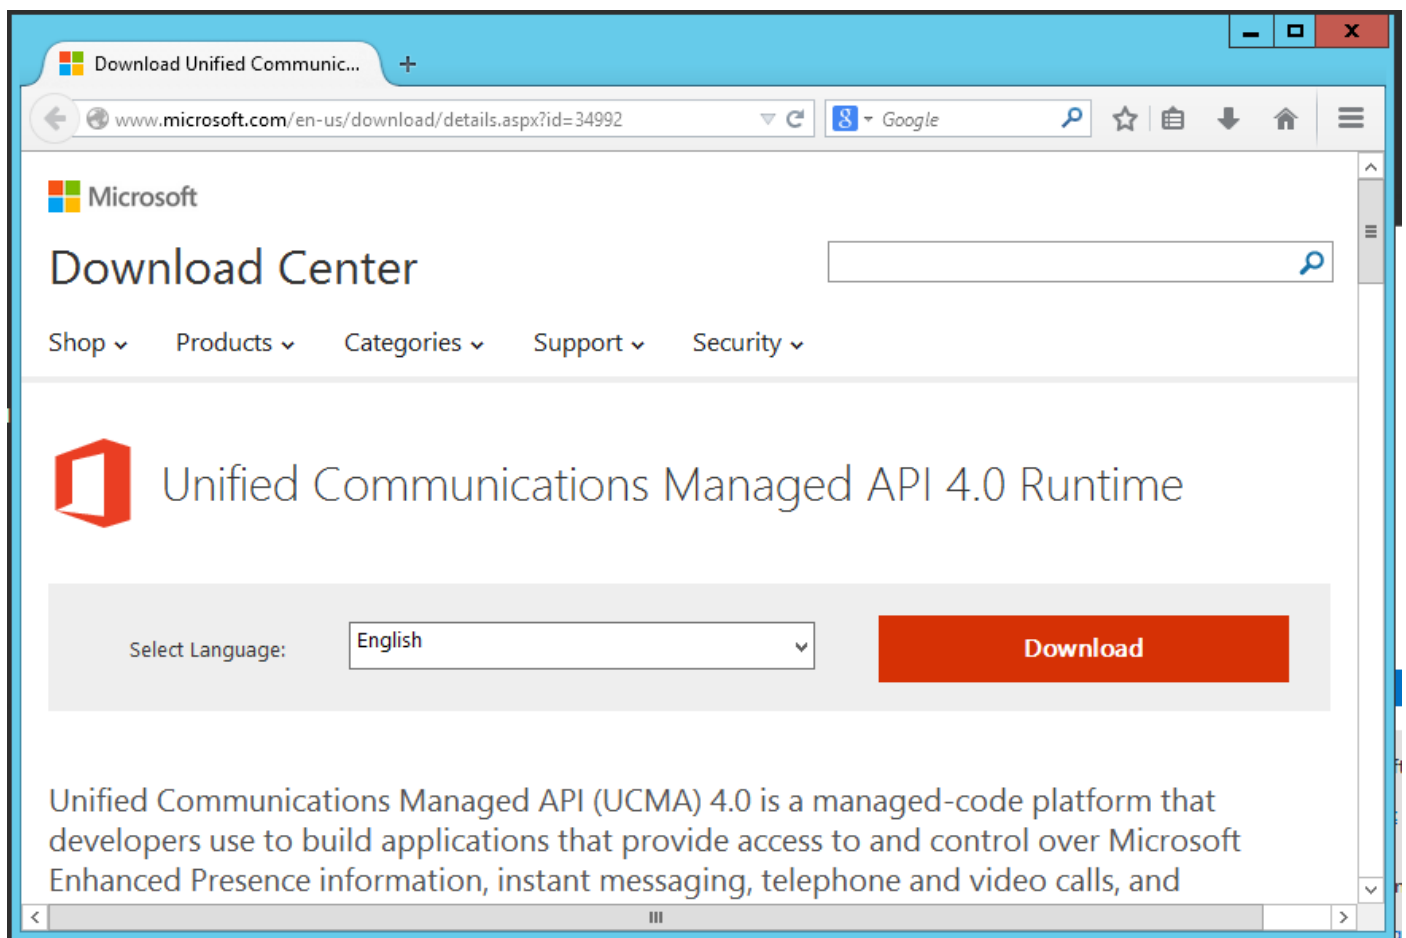 Download Unified Communic...
www.microsoft.com/en-us/download/details.aspx?id=34992
Google
Microsoft
Download Center
Shop Products Categories Support Security
Unified Communications Managed API 4.0 Runtime
Select Language: English Download
Unified Communications Managed API (UCMA) 4.0 is a managed-code platform that
developers use to build applications that provide access to and control over Microsoft
Enhanced Presence information, instant messaging, telephone and video calls, and